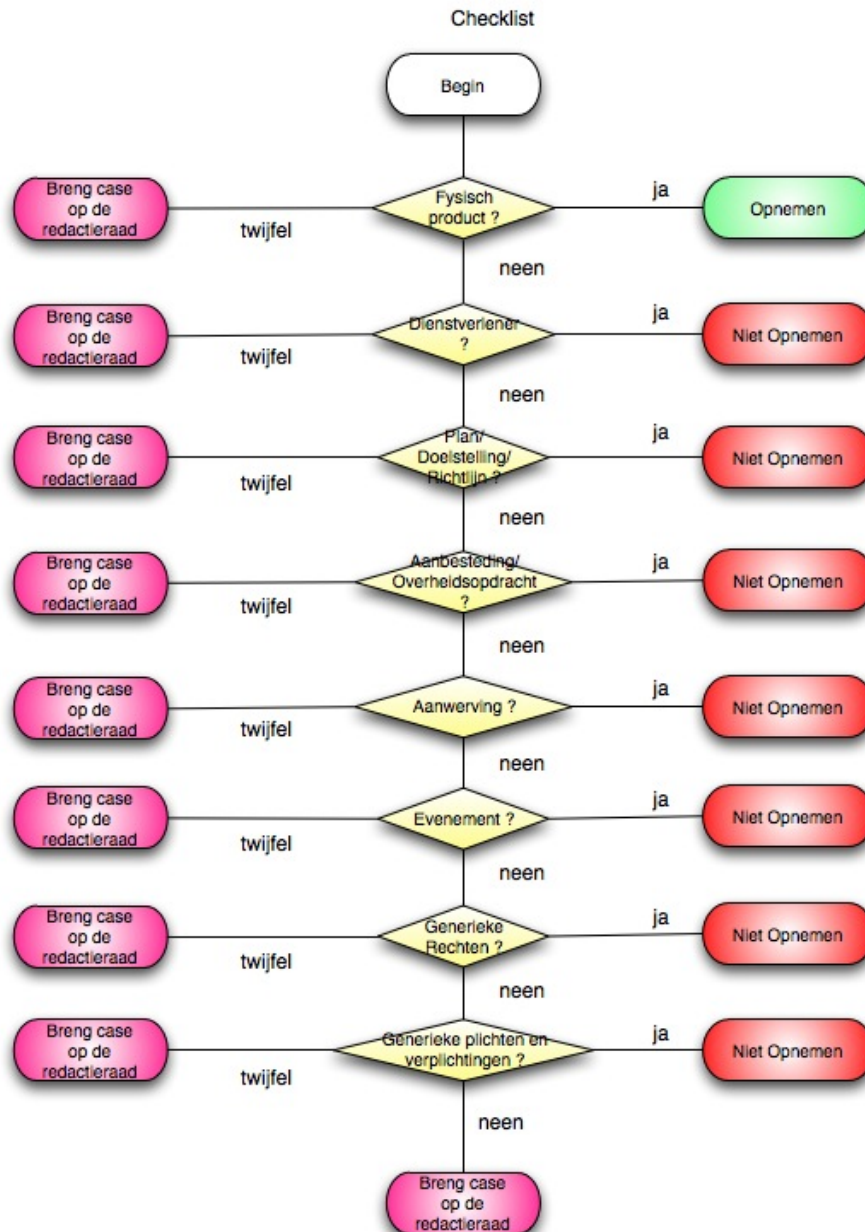 Checklist
Begin
Breng case
op de
redactieraad
twijfel
Fysisch
product ?
ja
Opnemen
neen
Breng case
op de
redactieraad
twijfel
Dienstverlener
?
ja
Niet Opnemen
neen
Breng case
op de
redactieraad
twijfel
Plan/
Doelstelling/
Richtlijn ?
ja
Niet Opnemen
neen
Breng case
op de
redactieraad
twijfel
Aanbesteding/
Overheidsopdracht
?
ja
Niet Opnemen
neen
Breng case
op de
redactieraad
twijfel
Aanwerving ?
ja
Niet Opnemen
neen
Breng case
op de
redactieraad
twijfel
Evenement ?
ja
Niet Opnemen
neen
Breng case
op de
redactieraad
twijfel
Generieke
Rechten ?
ja
Niet Opnemen
neen
Breng case
op de
redactieraad
twijfel
Generieke plichten en
verplichtingen ?
ja
Niet Opnemen
neen
Breng case
op de
redactieraad